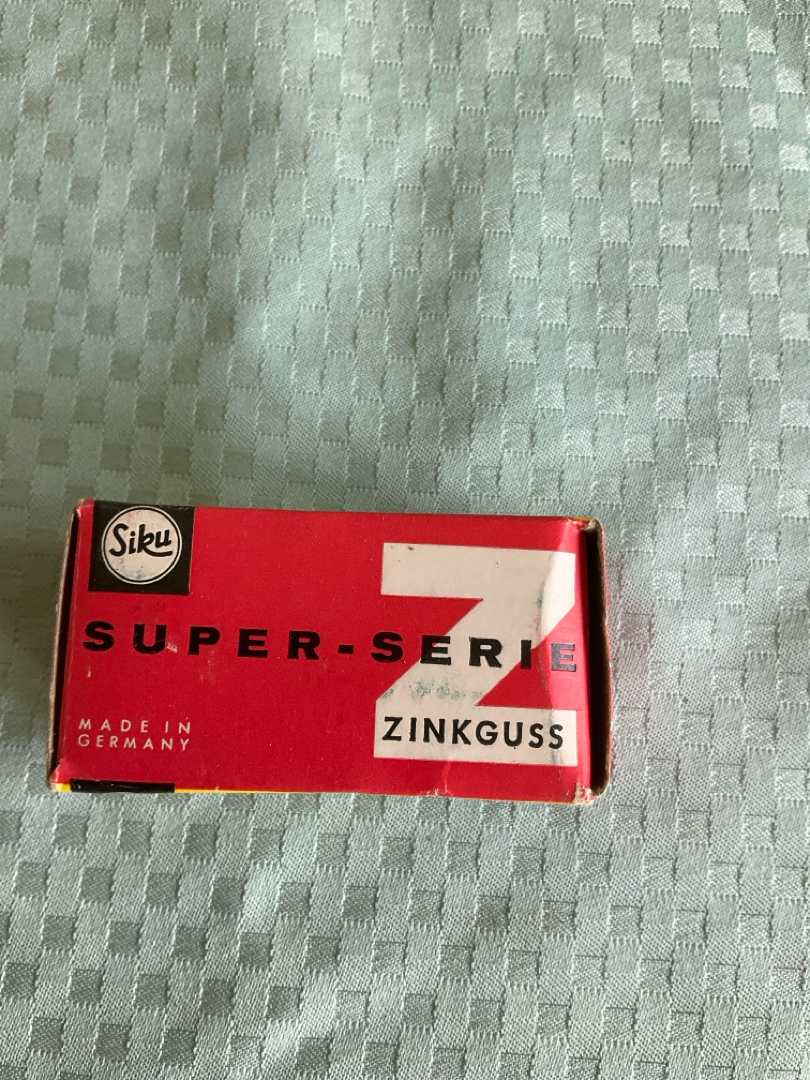 Siku
SUPER-SERIE
MADE IN
GERMANY
ZINKGUSS